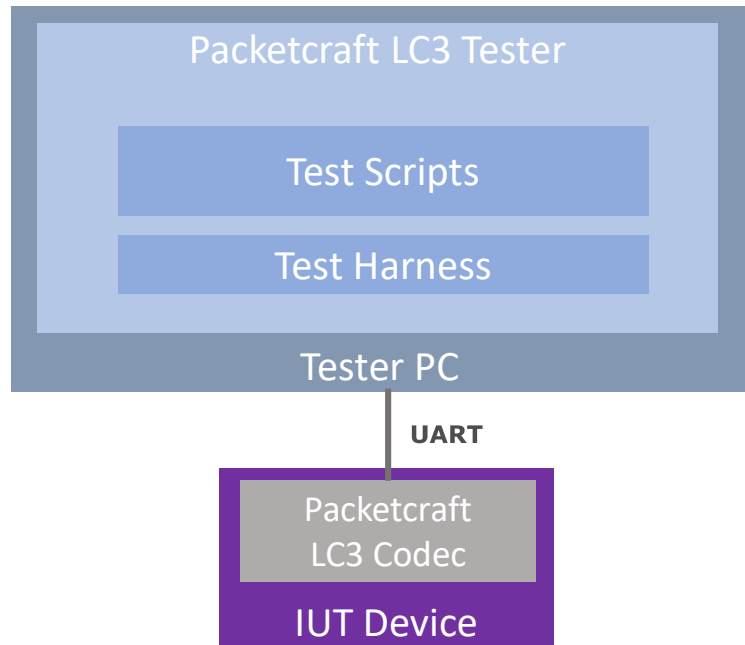 Packetcraft LC3 Tester
Test Scripts
Test Harness
Tester PC
UART
Packetcraft
LC3 Codec
IUT Device